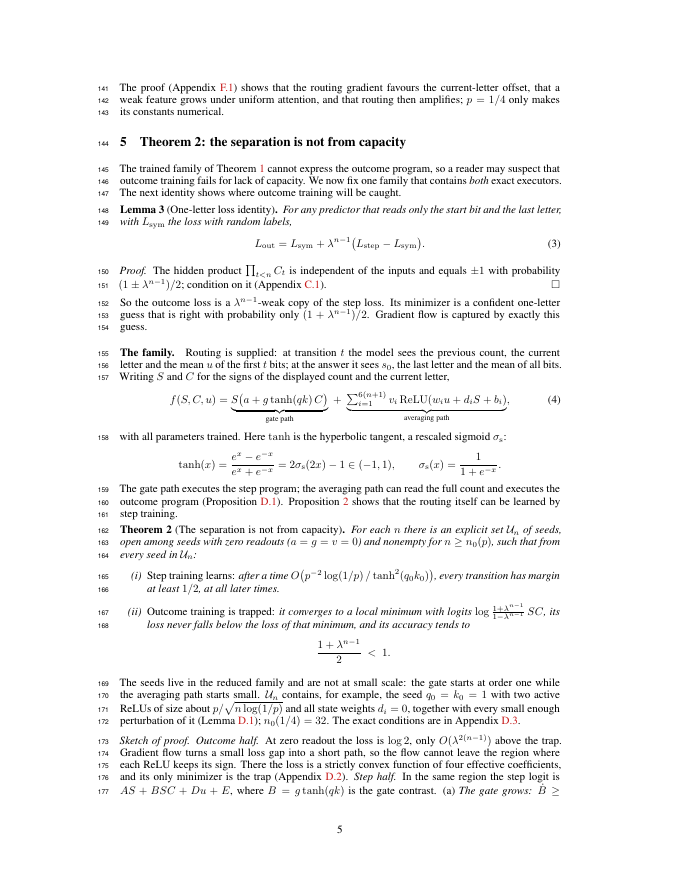 141 The proof (Appendix F.1) shows that the routing gradient favours the current-letter offset, that a
142 weak feature grows under uniform attention, and that routing then amplifies; p = 1/4 only makes
143 its constants numerical.
144 5 Theorem 2: the separation is not from capacity
145 The trained family of Theorem 1 cannot express the outcome program, so a reader may suspect that
146 outcome training fails for lack of capacity. We now fix one family that contains both exact executors.
147 The next identity shows where outcome training will be caught.
148 Lemma 3 (One-letter loss identity). For any predictor that reads only the start bit and the last letter,
149 with L_sym the loss with random labels,
L_out = L_sym + λ^{n−1}(L_step − L_sym). (3)
150 Proof. The hidden product ∏_{t<n} C_t is independent of the inputs and equals ±1 with probability
151 (1 ± λ^{n−1})/2; condition on it (Appendix C.1). □
152 So the outcome loss is a λ^{n−1}-weak copy of the step loss. Its minimizer is a confident one-letter
153 guess that is right with probability only (1 + λ^{n−1})/2. Gradient flow is captured by exactly this
154 guess.
155 The family. Routing is supplied: at transition t the model sees the previous count, the current
156 letter and the mean u of the first t bits; at the answer it sees s_0, the last letter and the mean of all bits.
157 Writing S and C for the signs of the displayed count and the current letter,
f(S, C, u) = S(a + g tanh(qk) C) + ∑_{i=1}^{6(n+1)} v_i ReLU(w_i u + d_i S + b_i), (4)
gate path averaging path
158 with all parameters trained. Here tanh is the hyperbolic tangent, a rescaled sigmoid σ_s:
tanh(x) = (e^x − e^{−x})/(e^x + e^{−x}) = 2σ_s(2x) − 1 ∈ (−1, 1), σ_s(x) = 1/(1 + e^{−x}).
159 The gate path executes the step program; the averaging path can read the full count and executes the
160 outcome program (Proposition D.1). Proposition 2 shows that the routing itself can be learned by
161 step training.
162 Theorem 2 (The separation is not from capacity). For each n there is an explicit set U_n of seeds,
163 open among seeds with zero readouts (a = g = v = 0) and nonempty for n ≥ n_0(p), such that from
164 every seed in U_n:
165 (i) Step training learns: after a time O(p^{−2} log(1/p)/ tanh^2(q_0k_0)), every transition has margin
166 at least 1/2, at all later times.
167 (ii) Outcome training is trapped: it converges to a local minimum with logits log (1+λ^{n−1})/(1−λ^{n−1}) SC, its
168 loss never falls below the loss of that minimum, and its accuracy tends to
(1 + λ^{n−1})/2 < 1.
169 The seeds live in the reduced family and are not at small scale: the gate starts at order one while
170 the averaging path starts small. U_n contains, for example, the seed q_0 = k_0 = 1 with two active
171 ReLUs of size about p/√(n log(1/p)) and all state weights d_i = 0, together with every small enough
172 perturbation of it (Lemma D.1); n_0(1/4) = 32. The exact conditions are in Appendix D.3.
173 Sketch of proof. Outcome half. At zero readout the loss is log 2, only O(λ^{2(n−1)}) above the trap.
174 Gradient flow turns a small loss gap into a short path, so the flow cannot leave the region where
175 each ReLU keeps its sign. There the loss is a strictly convex function of four effective coefficients,
176 and its only minimizer is the trap (Appendix D.2). Step half. In the same region the step logit is
177 AS + BSC + Du + E, where B = g tanh(qk) is the gate contrast. (a) The gate grows: Ḃ ≥
5